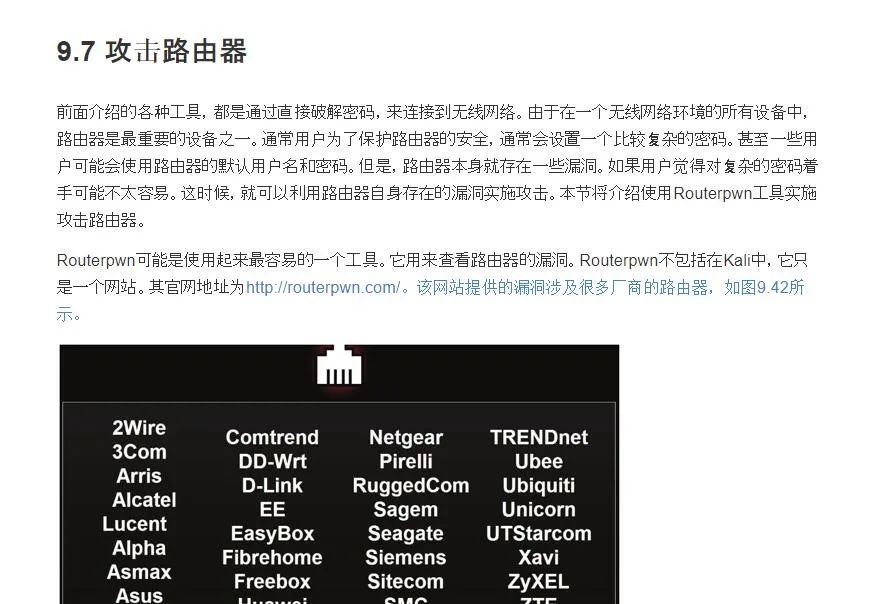 9.7 攻击路由器
前面介绍的各种工具，都是通过直接破解密码，来连接到无线网络。由于在一个无线网络环境的所有设备中，
路由器是最重要的设备之一。通常用户为了保护路由器的安全，通常会设置一个比较复杂的密码。甚至一些用
户可能会使用路由器的默认用户名和密码。但是，路由器本身就存在一些漏洞。如果用户觉得对复杂的密码着
手可能不太容易。这时候，就可以利用路由器自身存在的漏洞实施攻击。本节将介绍使用Routerpwn工具实施
攻击路由器。
Routerpwn可能是使用起来最容易的一个工具。它用来查看路由器的漏洞。Routerpwn不包括在Kali中，它只
是一个网站。其官网地址为http://routerpwn.com/。该网站提供的漏洞涉及很多厂商的路由器，如图9.42所
示。
2Wire
3Com
Arris
Alcatel
Lucent
Alpha
Asmax
Asus
Comtrend
DD-Wrt
D-Link
EE
EasyBox
Fibrehome
Freebox
Huawei
Netgear
Pirelli
RuggedCom
Sagem
Seagate
Siemens
Sitecom
SMC
TRENDnet
Ubee
Ubiquiti
Unicorn
UTStarcom
Xavi
ZyXEL
ZTE